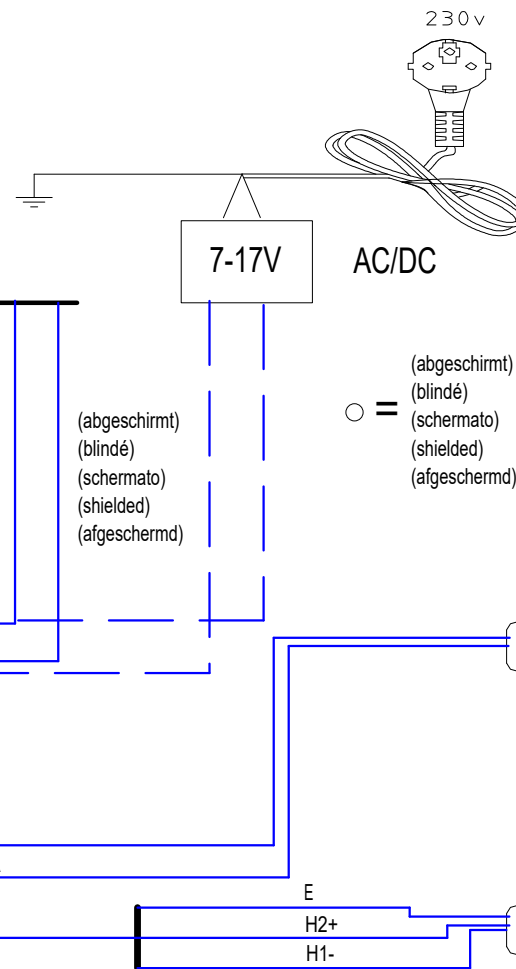 230v
7-17V
AC/DC
(abgeschirmt)
(blindé)
(schermato)
(shielded)
(afgeschermd)
=
(abgeschirmt)
(blindé)
(schermato)
(shielded)
(afgeschermd)
E
H2+
H1-